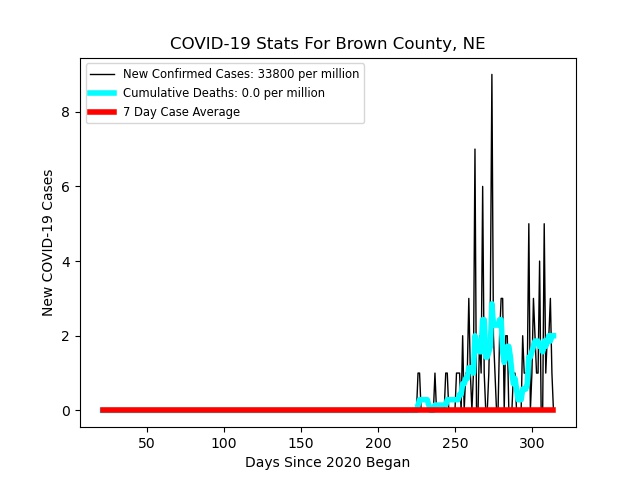 COVID-19 Stats For Brown County, NE
New Confirmed Cases: 33800 per million
Cumulative Deaths: 0.0 per million
7 Day Case Average
New COVID-19 Cases
8
6
4
2
0
50 100 150 200 250 300
Days Since 2020 Began